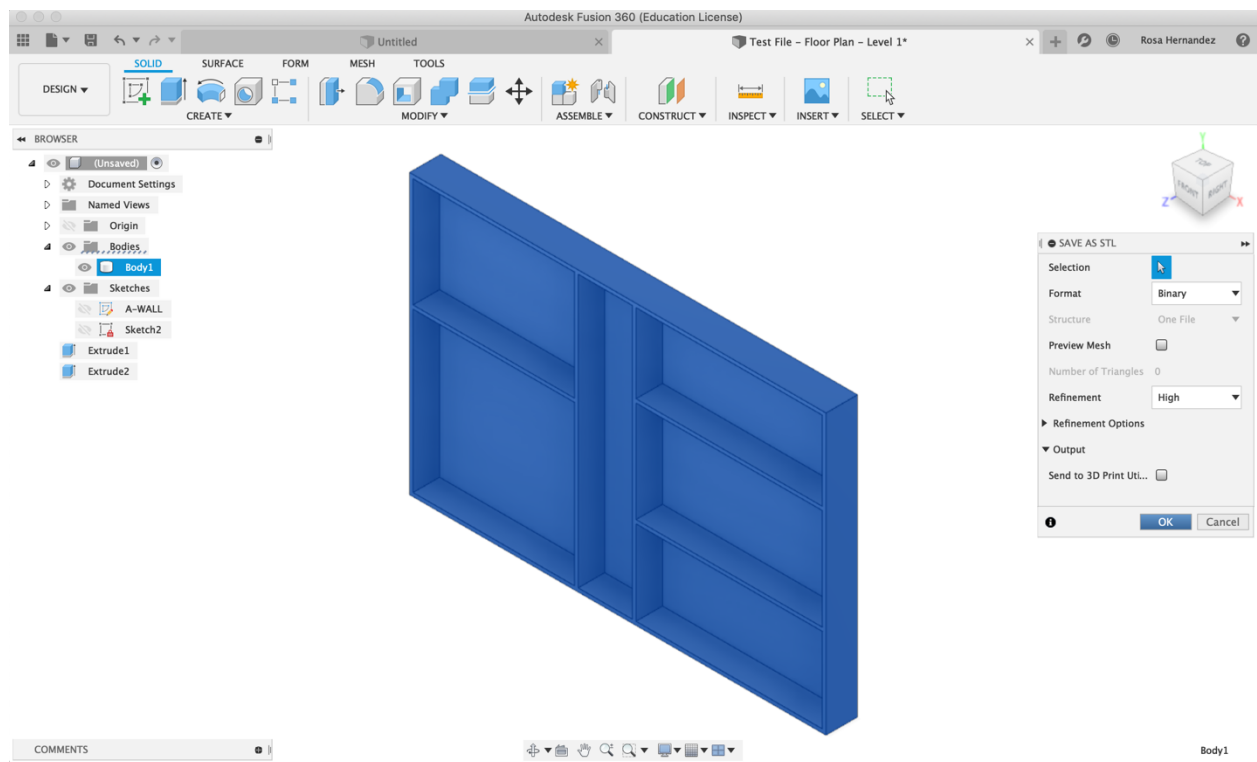 Autodesk Fusion 360 (Education License)
Untitled
Test File – Floor Plan – Level 1*
Rosa Hernandez
SOLID SURFACE FORM MESH TOOLS
DESIGN
CREATE MODIFY ASSEMBLE CONSTRUCT INSPECT INSERT SELECT
BROWSER
(Unsaved)
Document Settings
Named Views
Origin
Bodies
Body1
Sketches
A-WALL
Sketch2
Extrude1
Extrude2
TOP
FRONT
RIGHT
Y
Z
X
SAVE AS STL
Selection
Format Binary
Structure One File
Preview Mesh
Number of Triangles 0
Refinement High
Refinement Options
Output
Send to 3D Print Uti...
OK Cancel
COMMENTS
Body1